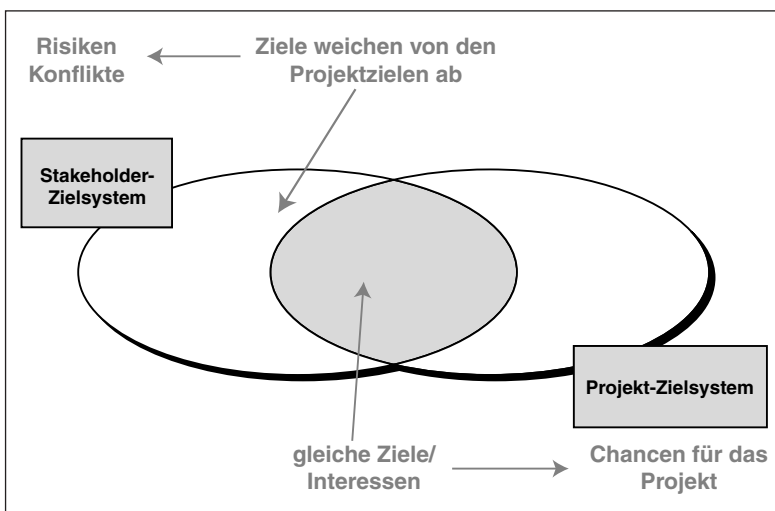 Risiken
Konflikte
Ziele weichen von den
Projektzielen ab
Stakeholder-
Zielsystem
Projekt-Zielsystem
gleiche Ziele/
Interessen
Chancen für das
Projekt